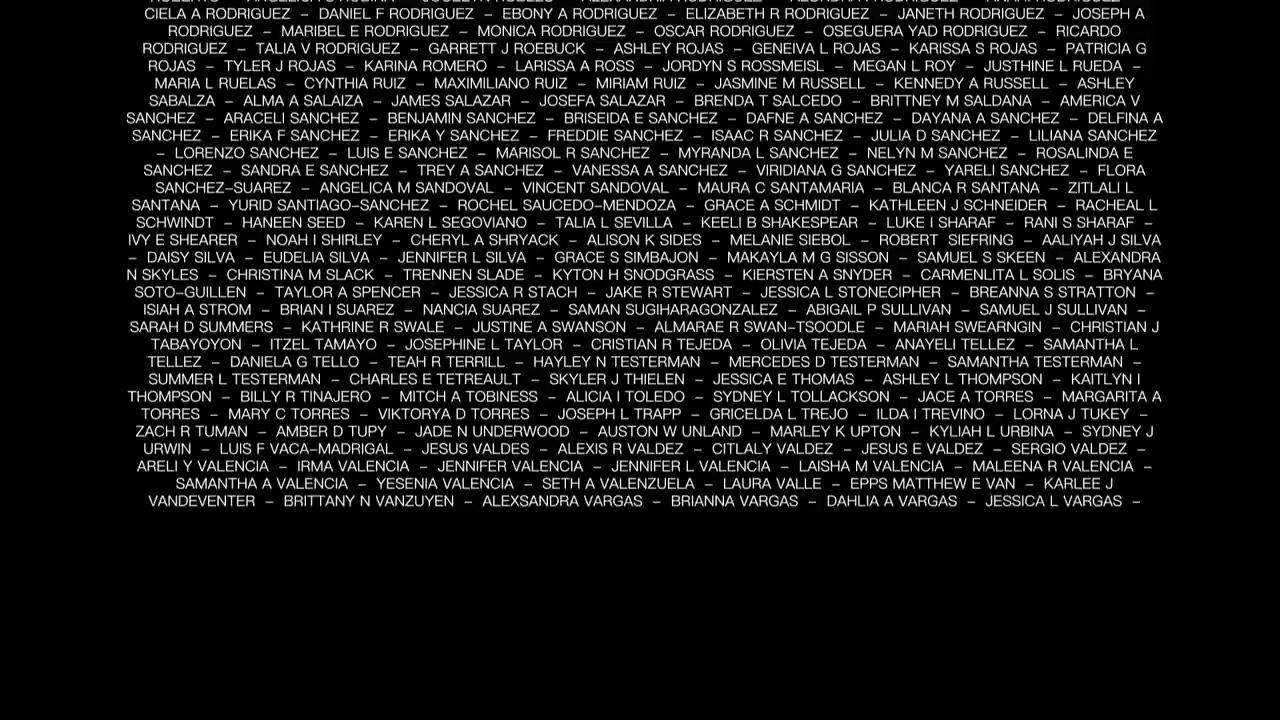 CIELA A RODRIGUEZ – DANIEL F RODRIGUEZ – EBONY A RODRIGUEZ – ELIZABETH R RODRIGUEZ – JANETH RODRIGUEZ – JOSEPH A
RODRIGUEZ – MARIBEL E RODRIGUEZ – MONICA RODRIGUEZ – OSCAR RODRIGUEZ – OSEGUERA YAD RODRIGUEZ – RICARDO
RODRIGUEZ – TALIA V RODRIGUEZ – GARRETT J ROEBUCK – ASHLEY ROJAS – GENEIVA L ROJAS – KARISSA S ROJAS – PATRICIA G
ROJAS – TYLER J ROJAS – KARINA ROMERO – LARISSA A ROSS – JORDYN S ROSSMEISL – MEGAN L ROY – JUSTHINE L RUEDA –
MARIA L RUELAS – CYNTHIA RUIZ – MAXIMILIANO RUIZ – MIRIAM RUIZ – JASMINE M RUSSELL – KENNEDY A RUSSELL – ASHLEY
SABALZA – ALMA A SALAIZA – JAMES SALAZAR – JOSEFA SALAZAR – BRENDA T SALCEDO – BRITTNEY M SALDANA – AMERICA V
SANCHEZ – ARACELI SANCHEZ – BENJAMIN SANCHEZ – BRISEIDA E SANCHEZ – DAFNE A SANCHEZ – DAYANA A SANCHEZ – DELFINA A
SANCHEZ – ERIKA F SANCHEZ – ERIKA Y SANCHEZ – FREDDIE SANCHEZ – ISAAC R SANCHEZ – JULIA D SANCHEZ – LILIANA SANCHEZ
– LORENZO SANCHEZ – LUIS E SANCHEZ – MARISOL R SANCHEZ – MYRANDA L SANCHEZ – NELYN M SANCHEZ – ROSALINDA E
SANCHEZ – SANDRA E SANCHEZ – TREY A SANCHEZ – VANESSA A SANCHEZ – VIRIDIANA G SANCHEZ – YARELI SANCHEZ – FLORA
SANCHEZ–SUAREZ – ANGELICA M SANDOVAL – VINCENT SANDOVAL – MAURA C SANTAMARIA – BLANCA R SANTANA – ZITLALI L
SANTANA – YURID SANTIAGO–SANCHEZ – ROCHEL SAUCEDO–MENDOZA – GRACE A SCHMIDT – KATHLEEN J SCHNEIDER – RACHEAL L
SCHWINDT – HANEEN SEED – KAREN L SEGOVIANO – TALIA L SEVILLA – KEELI B SHAKESPEAR – LUKE I SHARAF – RANI S SHARAF –
IVY E SHEARER – NOAH I SHIRLEY – CHERYL A SHRYACK – ALISON K SIDES – MELANIE SIEBOL – ROBERT SIEFRING – AALIYAH J SILVA
– DAISY SILVA – EUDELIA SILVA – JENNIFER L SILVA – GRACE S SIMBAJON – MAKAYLA M G SISSON – SAMUEL S SKEEN – ALEXANDRA
N SKYLES – CHRISTINA M SLACK – TRENNEN SLADE – KYTON H SNODGRASS – KIERSTEN A SNYDER – CARMENLITA L SOLIS – BRYANA
SOTO–GUILLEN – TAYLOR A SPENCER – JESSICA R STACH – JAKE R STEWART – JESSICA L STONECIPHER – BREANNA S STRATTON –
ISIAH A STROM – BRIAN I SUAREZ – NANCIA SUAREZ – SAMAN SUGIHARAGONZALEZ – ABIGAIL P SULLIVAN – SAMUEL J SULLIVAN –
SARAH D SUMMERS – KATHRINE R SWALE – JUSTINE A SWANSON – ALMARAE R SWAN–TSOODLE – MARIAH SWEARNGIN – CHRISTIAN J
TABAYOYON – ITZEL TAMAYO – JOSEPHINE L TAYLOR – CRISTIAN R TEJEDA – OLIVIA TEJEDA – ANAYELI TELLEZ – SAMANTHA L
TELLEZ – DANIELA G TELLO – TEAH R TERRILL – HAYLEY N TESTERMAN – MERCEDES D TESTERMAN – SAMANTHA TESTERMAN –
SUMMER L TESTERMAN – CHARLES E TETREAULT – SKYLER J THIELEN – JESSICA E THOMAS – ASHLEY L THOMPSON – KAITLYN I
THOMPSON – BILLY R TINAJERO – MITCH A TOBINESS – ALICIA I TOLEDO – SYDNEY L TOLLACKSON – JACE A TORRES – MARGARITA A
TORRES – MARY C TORRES – VIKTORYA D TORRES – JOSEPH L TRAPP – GRICELDA L TREJO – ILDA I TREVINO – LORNA J TUKEY –
ZACH R TUMAN – AMBER D TUPY – JADE N UNDERWOOD – AUSTON W UNLAND – MARLEY K UPTON – KYLIAH L URBINA – SYDNEY J
URWIN – LUIS F VACA–MADRIGAL – JESUS VALDES – ALEXIS R VALDEZ – CITLALY VALDEZ – JESUS E VALDEZ – SERGIO VALDEZ –
ARELI Y VALENCIA – IRMA VALENCIA – JENNIFER VALENCIA – JENNIFER L VALENCIA – LAISHA M VALENCIA – MALEENA R VALENCIA –
SAMANTHA A VALENCIA – YESENIA VALENCIA – SETH A VALENZUELA – LAURA VALLE – EPPS MATTHEW E VAN – KARLEE J
VANDEVENTER – BRITTANY N VANZUYEN – ALEXSANDRA VARGAS – BRIANNA VARGAS – DAHLIA A VARGAS – JESSICA L VARGAS –